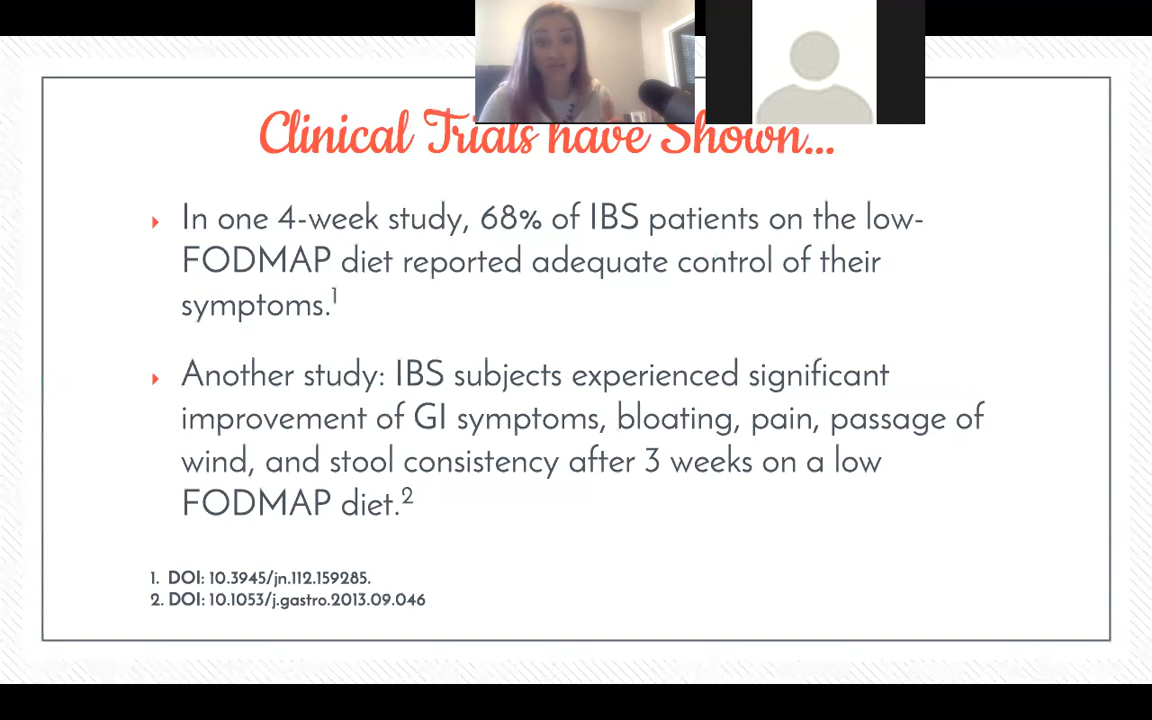 Clinical Trials have Shown...
In one 4-week study, 68% of IBS patients on the low-
FODMAP diet reported adequate control of their
symptoms.1
Another study: IBS subjects experienced significant
improvement of GI symptoms, bloating, pain, passage of
wind, and stool consistency after 3 weeks on a low
FODMAP diet.2
1. DOI: 10.3945/jn.112.159285.
2. DOI: 10.1053/j.gastro.2013.09.046